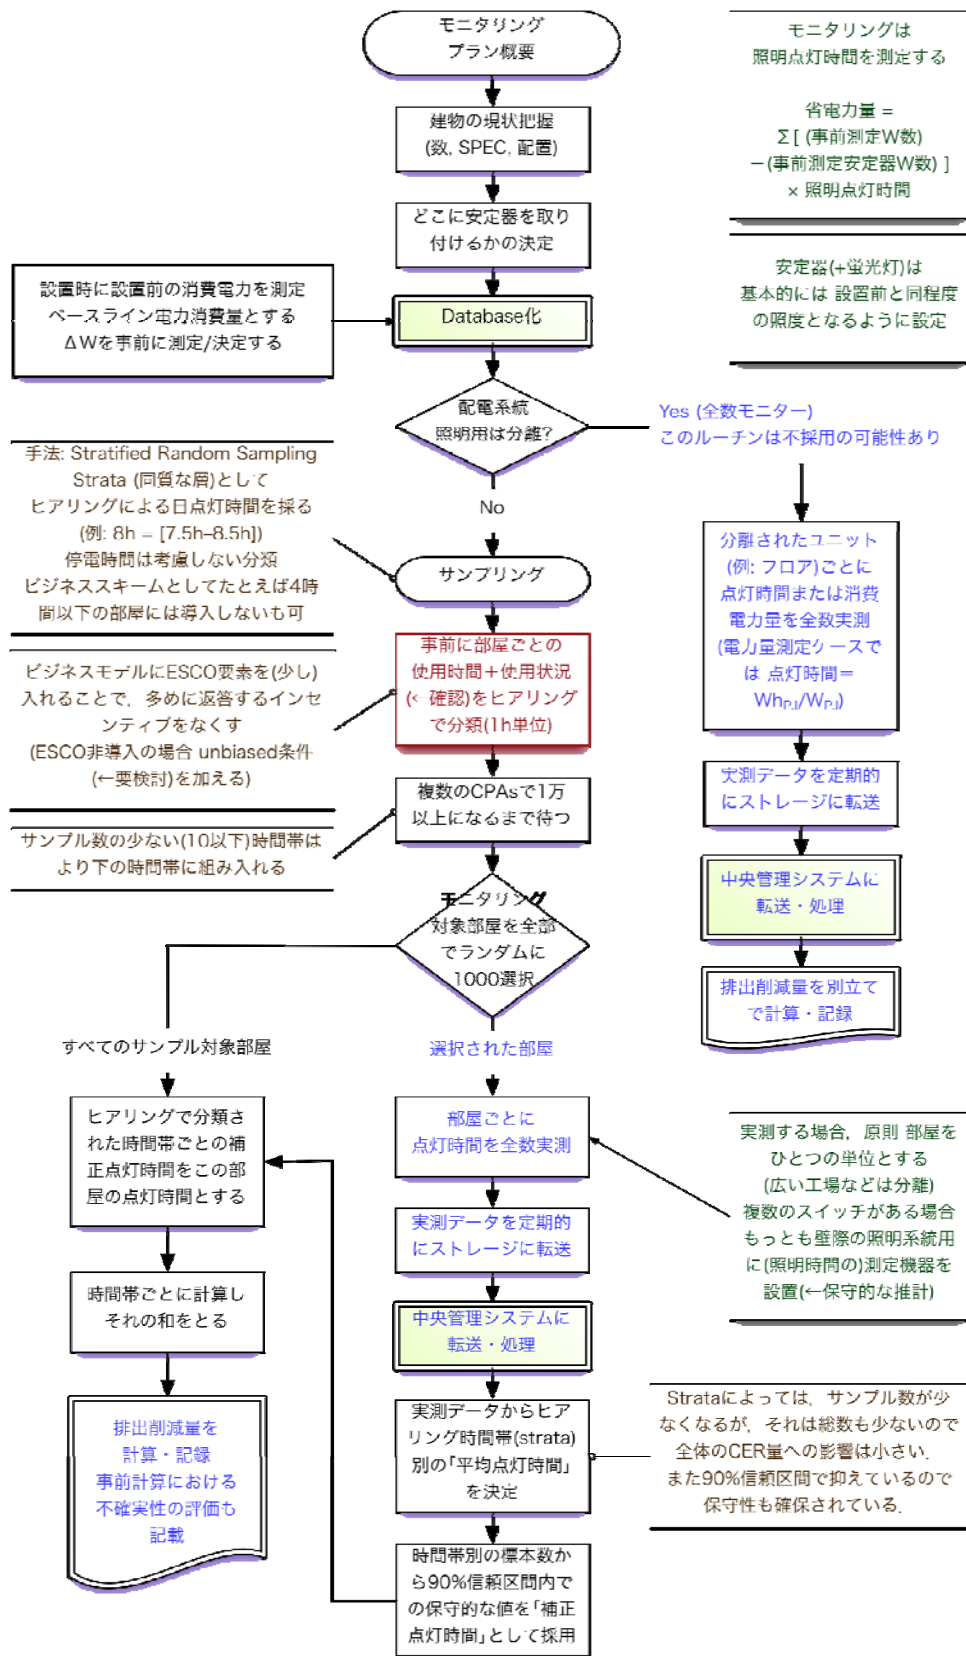 モニタリング
プラン概要
モニタリングは
照明点灯時間を測定する
省電力量 =
Σ[ (事前測定W数)
－(事前測定安定器W数) ]
× 照明点灯時間
建物の現状把握
(数, SPEC, 配置)
どこに安定器を取り
付けるかの決定
安定器(+蛍光灯)は
基本的には 設置前と同程度
の照度となるように設定
設置時に設置前の消費電力を測定
ベースライン電力消費量とする
ΔWを事前に測定/決定する
Database化
配電系統
照明用は分離?
Yes (全数モニター)
このルーチンは不採用の可能性あり
No
手法: Stratified Random Sampling
Strata (同質な層)として
ヒアリングによる日点灯時間を採る
(例: 8h = [7.5h–8.5h])
停電時間は考慮しない分類
ビジネススキームとしてたとえば4時
間以下の部屋には導入しないも可
サンプリング
分離されたユニット
(例: フロア)ごとに
点灯時間または消費
電力量を全数実測
(電力量測定ケースで
は 点灯時間＝
WhPJ/WPJ)
事前に部屋ごとの
使用時間＋使用状況
(←確認)をヒアリング
で分類(1h単位)
ビジネスモデルにESCO要素を(少し)
入れることで，多めに返答するインセ
ンティブをなくす
(ESCO非導入の場合 unbiased条件
(←要検討)を加える)
複数のCPAsで1万
以上になるまで待つ
サンプル数の少ない(10以下)時間帯は
より下の時間帯に組み入れる
実測データを定期的
にストレージに転送
中央管理システムに
転送・処理
排出削減量を別立て
で計算・記録
モニタリング
対象部屋を全部
でランダムに
1000選択
すべてのサンプル対象部屋
選択された部屋
ヒアリングで分類さ
れた時間帯ごとの補
正点灯時間をこの部
屋の点灯時間とする
部屋ごとに
点灯時間を全数実測
実測する場合，原則 部屋を
ひとつの単位とする
(広い工場などは分離)
複数のスイッチがある場合
もっとも壁際の照明系統用
に(照明時間の)測定機器を
設置(←保守的な推計)
実測データを定期的
にストレージに転送
時間帯ごとに計算し
それの和をとる
中央管理システムに
転送・処理
排出削減量を
計算・記録
事前計算における
不確実性の評価も
記載
実測データからヒア
リング時間帯(strata)
別の「平均点灯時間」
を決定
Strataによっては，サンプル数が少
なくなるが，それは総数も少ないので
全体のCER量への影響は小さい．
また90%信頼区間で抑えているので
保守性も確保されている．
時間帯別の標本数か
ら90%信頼区間内で
の保守的な値を「補正
点灯時間」として採用